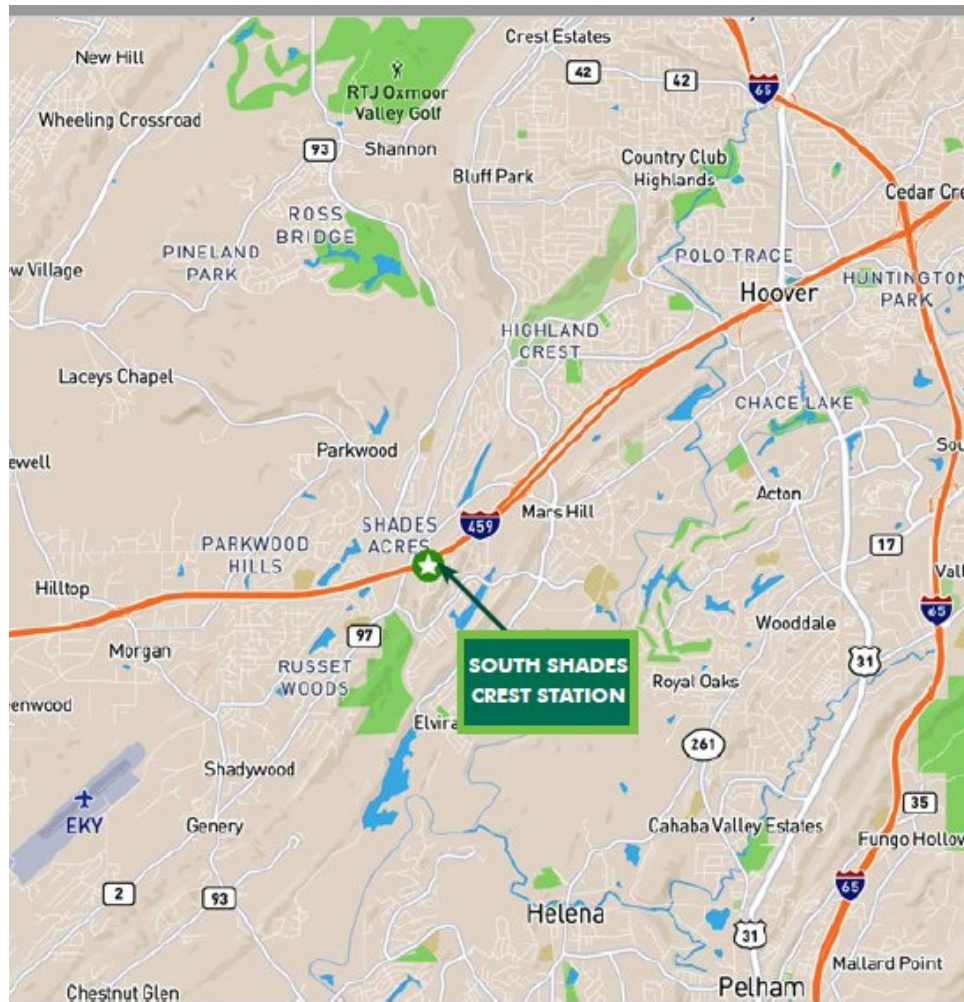 Crest Estates
New Hill
42
42
65
RTJ Oxmoor
Valley Golf
Wheeling Crossroad
93
Shannon
Country Club
Highlands
Bluff Park
Cedar Cre
ROSS
BRIDGE
PINELAND
PARK
POLO TRACE
w Village
HUNTINGTON
PARK
Hoover
HIGHLAND
CREST
Laceys Chapel
CHACE LAKE
Parkwood
ewell
Sou
Acton
459
Mars Hill
SHADES
ACRES
PARKWOOD
HILLS
17
Hilltop
Vall
65
Wooddale
97
Morgan
31
SOUTH SHADES
CREST STATION
RUSSET
WOODS
Royal Oaks
eenwood
Elvira
261
Shadywood
EKY
Genery
35
Cahaba Valley Estates
Fungo Hollow
2
93
65
Helena
31
Mallard Point
Pelham
Chestnut Glen